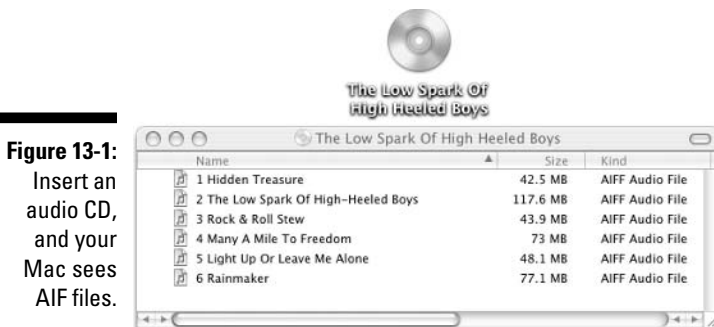 The Low Spark Of
High Heeled Boys
Figure 13-1:
Insert an
audio CD,
and your
Mac sees
AIF files.
The Low Spark Of High Heeled Boys
Name Size Kind
1 Hidden Treasure 42.5 MB AIFF Audio File
2 The Low Spark Of High-Heeled Boys 117.6 MB AIFF Audio File
3 Rock & Roll Stew 43.9 MB AIFF Audio File
4 Many A Mile To Freedom 73 MB AIFF Audio File
5 Light Up Or Leave Me Alone 48.1 MB AIFF Audio File
6 Rainmaker 77.1 MB AIFF Audio File